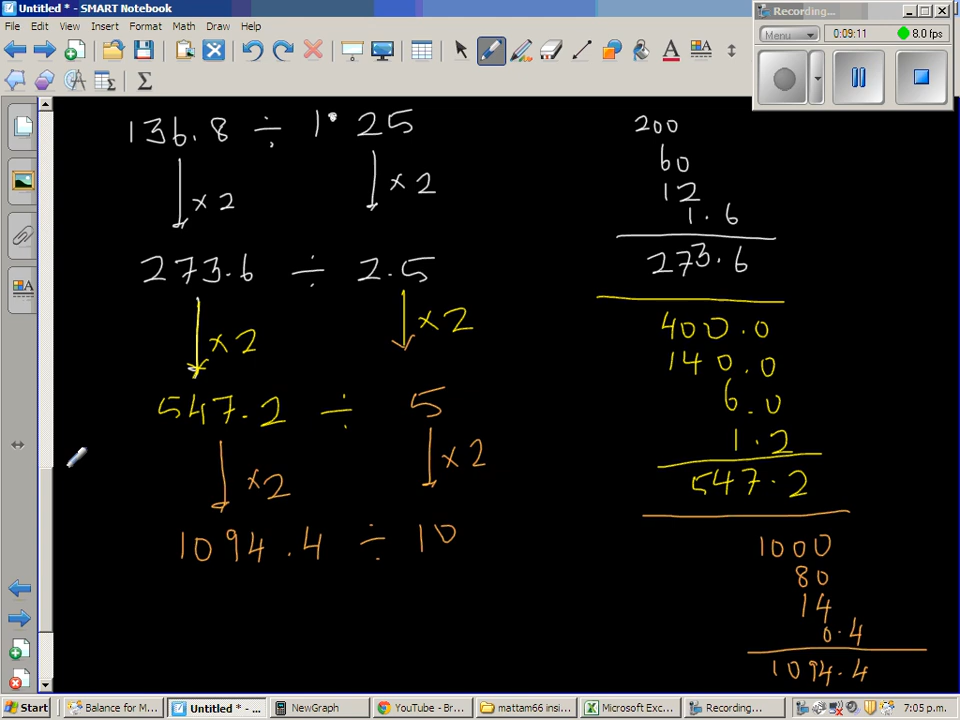 Untitled * - SMART Notebook
Recording...
File Edit View Insert Format Math Draw Help
Menu 0:09:11 8.0 fps
136.8 ÷ 1.25
×2 ×2
273.6 ÷ 2.5
×2 ×2
547.2 ÷ 5
×2 ×2
1094.4 ÷ 10
200
60
12
1.6
273.6
400.0
140.0
6.0
1.2
547.2
1000
80
14
0.4
1094.4
Start Balance for M... Untitled * -... NewGraph YouTube - Br... mattam66 insi... Microsoft Exc... Recording... 7:05 p.m.